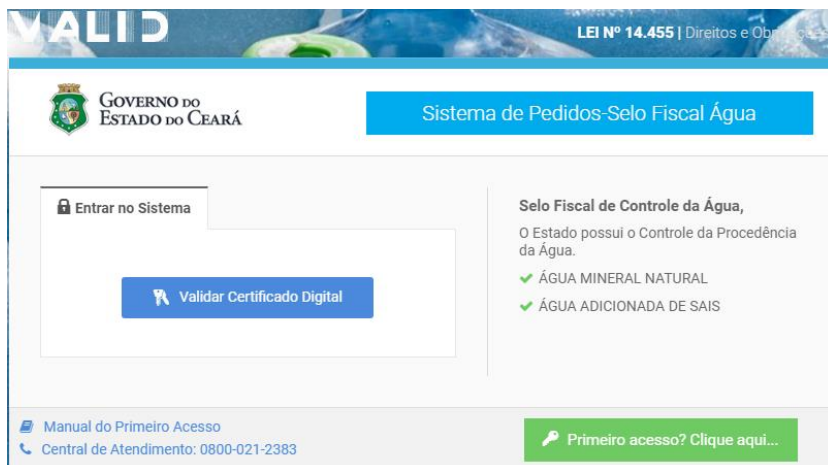 VALID
LEI Nº 14.455 | Direitos e
GOVERNO DO
ESTADO DO CEARÁ
Sistema de Pedidos-Selo Fiscal Água
Entrar no Sistema
Validar Certificado Digital
Selo Fiscal de Controle da Água,
O Estado possui o Controle da Procedência
da Água.
ÁGUA MINERAL NATURAL
ÁGUA ADICIONADA DE SAIS
Manual do Primeiro Acesso
Central de Atendimento: 0800-021-2383
Primeiro acesso? Clique aqui...